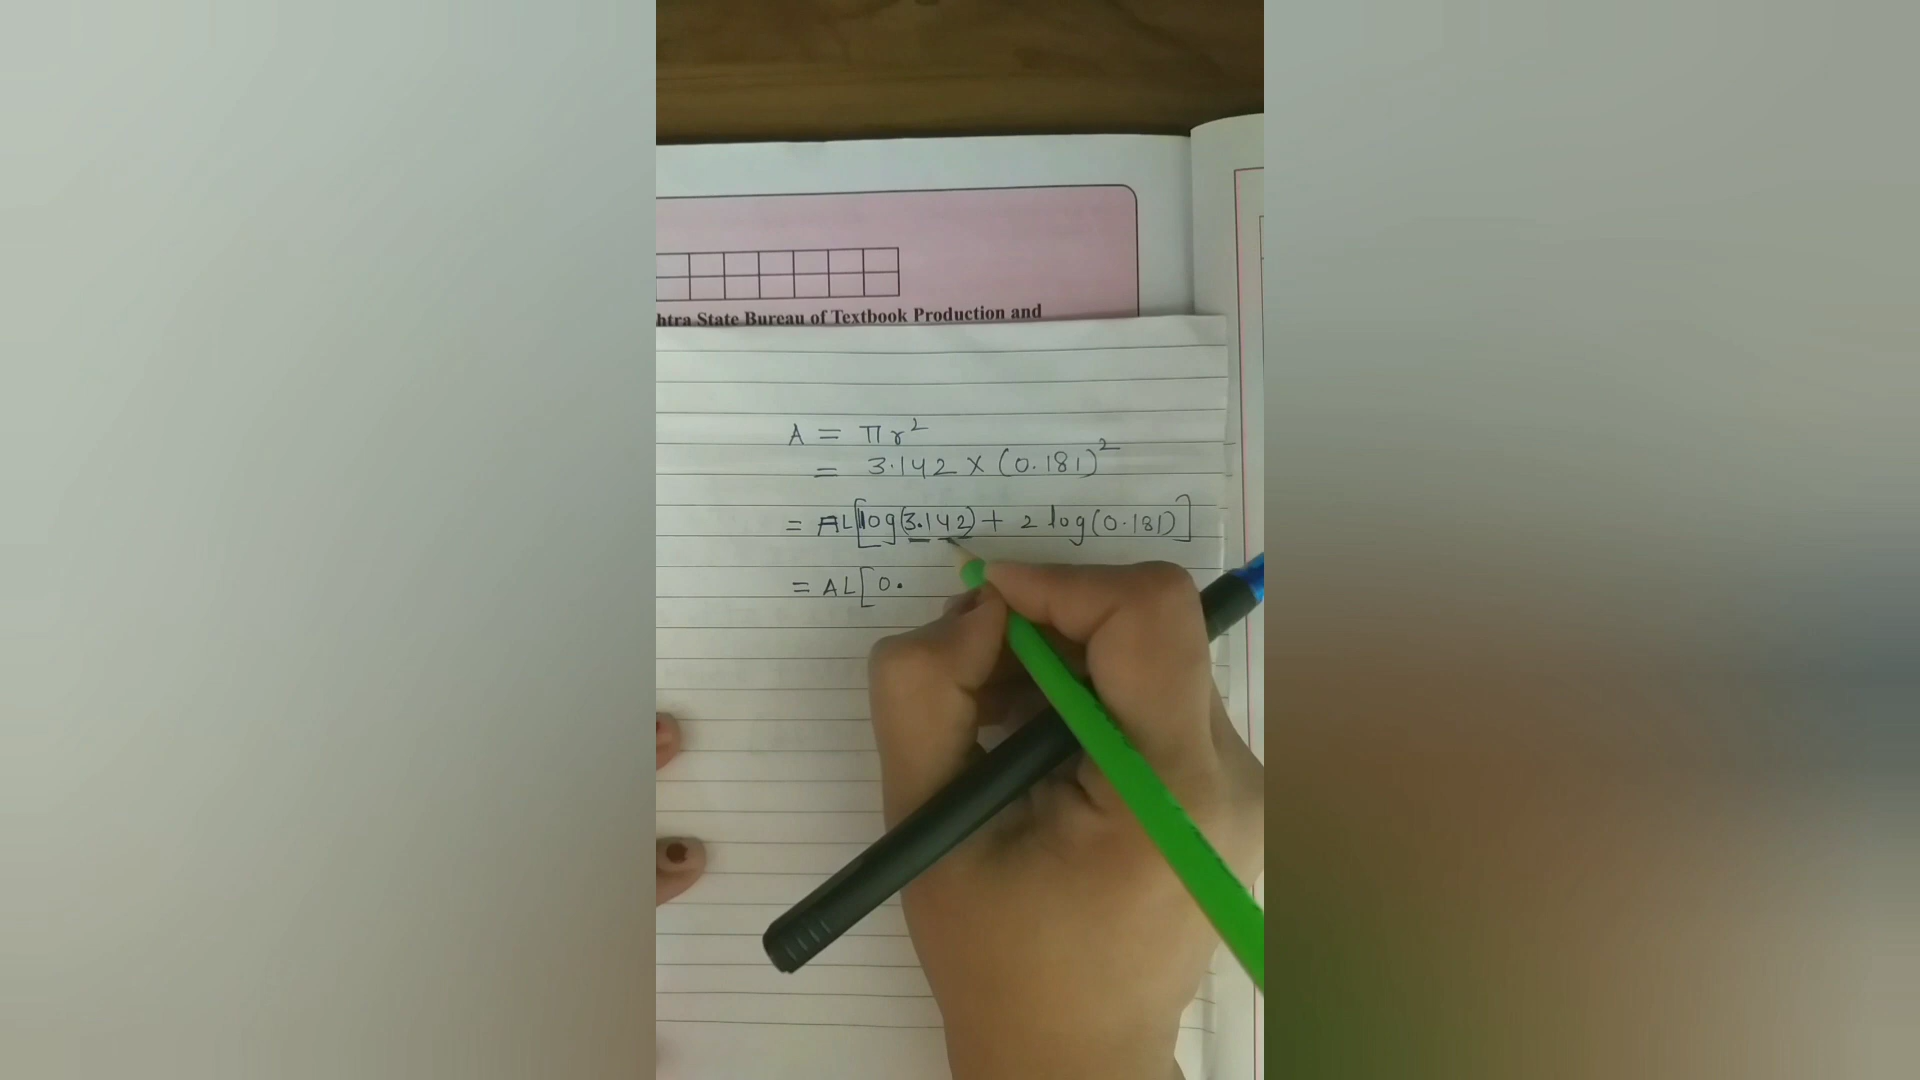 htra State Bureau of Textbook Production and
A = πr²
= 3.142 × (0.181)²
= AL[log(3.142) + 2 log(0.181)]
= AL[0.